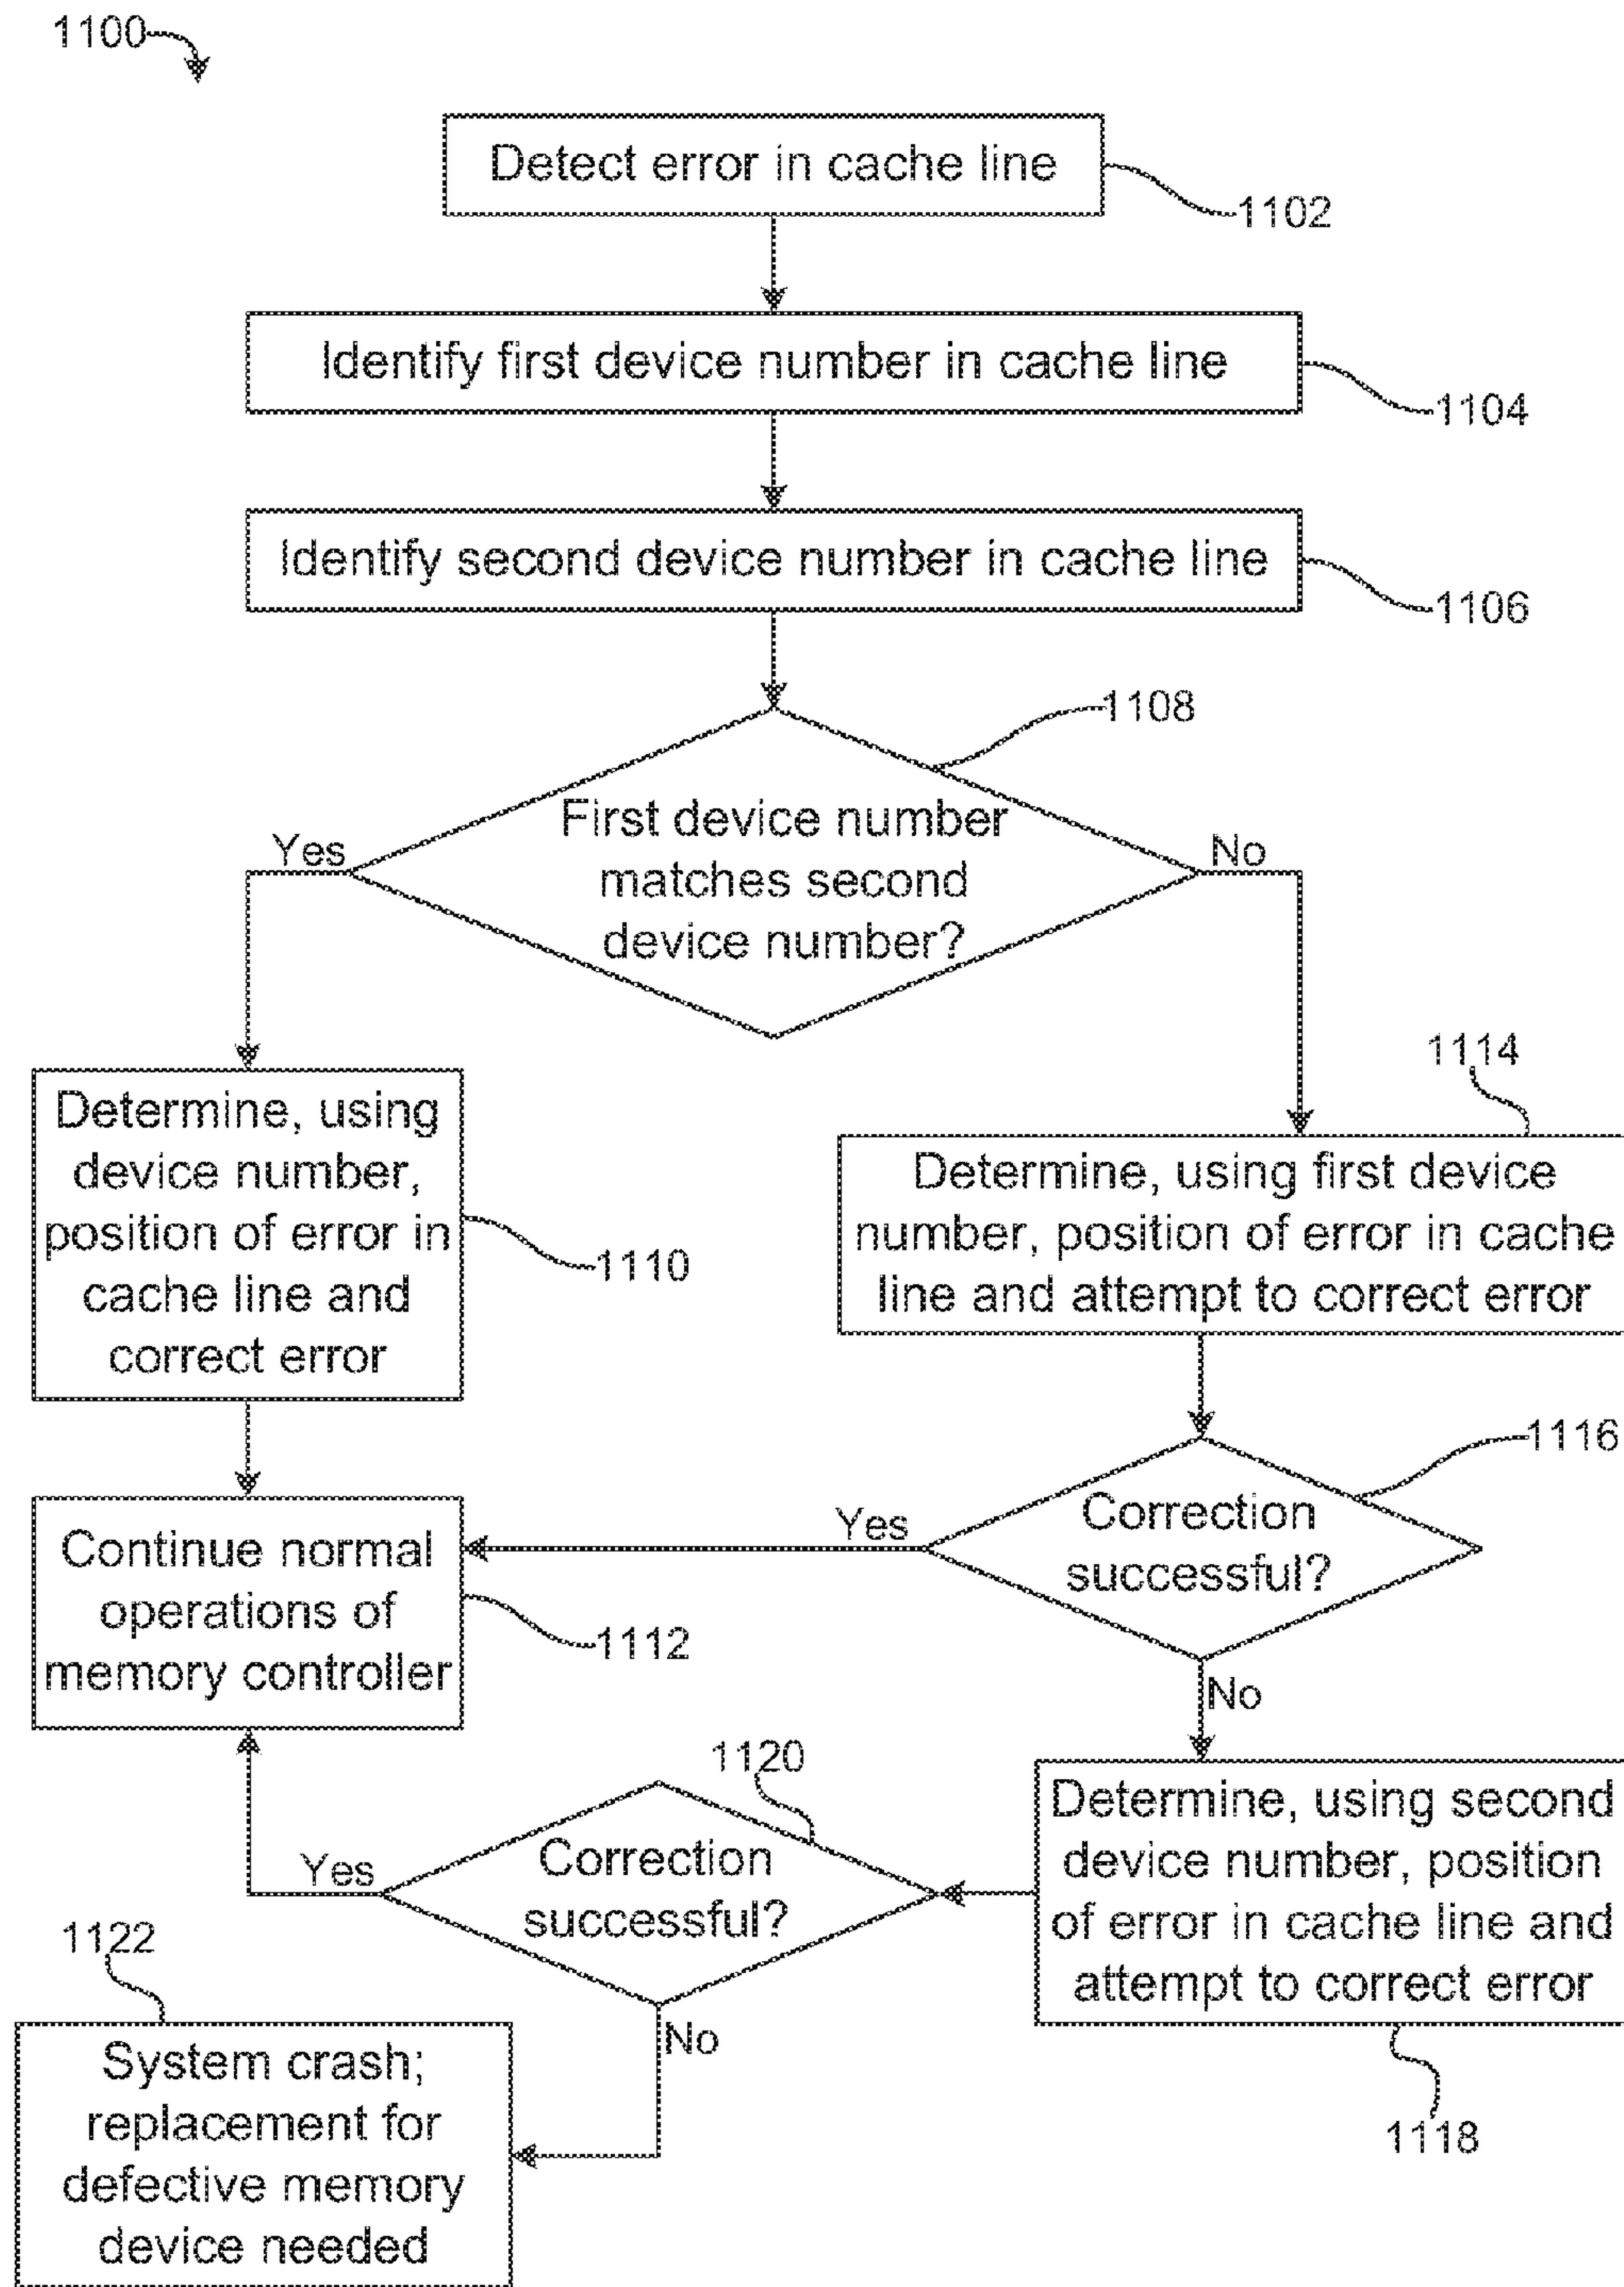 1100
Detect error in cache line
1102
Identify first device number in cache line
1104
Identify second device number in cache line
1106
1108
First device number
matches second
device number?
Yes
No
Determine, using
device number,
position of error in
cache line and
correct error
1110
1114
Determine, using first device
number, position of error in cache
line and attempt to correct error
1116
Correction
successful?
Yes
No
Continue normal
operations of
memory controller
1112
1120
Correction
successful?
Yes
No
Determine, using second
device number, position
of error in cache line and
attempt to correct error
1118
1122
System crash;
replacement for
defective memory
device needed